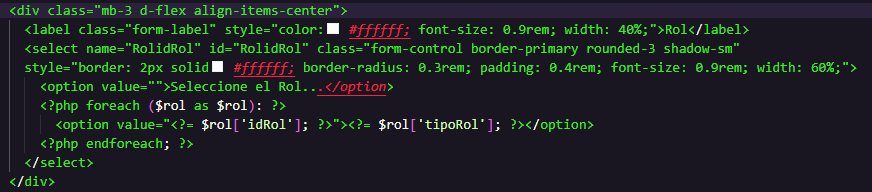 <div class="mb-3 d-flex align-items-center">
<label class="form-label" style="color: #ffffff; font-size: 0.9rem; width: 40%;">Rol</label>
<select name="RolidRol" id="RolidRol" class="form-control border-primary rounded-3 shadow-sm"
style="border: 2px solid #ffffff; border-radius: 0.3rem; padding: 0.4rem; font-size: 0.9rem; width: 60%;">
<option value="">Seleccione el Rol...</option>
<?php foreach ($rol as $rol): ?>
<option value="<?= $rol['idRol']; ?>"><?= $rol['tipoRol']; ?></option>
<?php endforeach; ?>
</select>
</div>